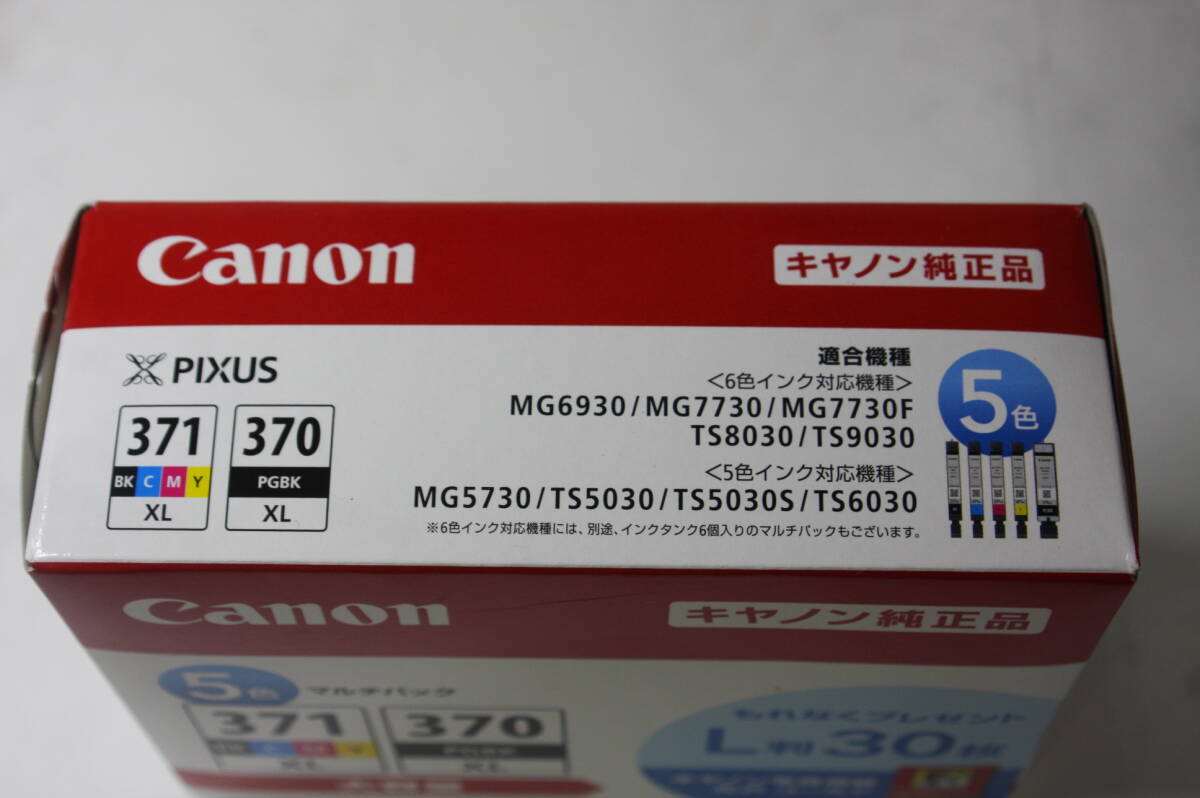 Canon
キヤノン純正品
PIXUS
371
BK C M Y
XL
370
PGBK
XL
適合機種
<6色インク対応機種>
MG6930/MG7730/MG7730F
TS8030/TS9030
<5色インク対応機種>
MG5730/TS5030/TS5030S/TS6030
※6色インク対応機種には、別途、インクタンク6個入りのマルチパックもございます。
5色
Canon
キヤノン純正品
5色 マルチパック
371
BK C M Y
XL
370
PGBK
XL
大容量
もれなくプレゼント
L判30枚